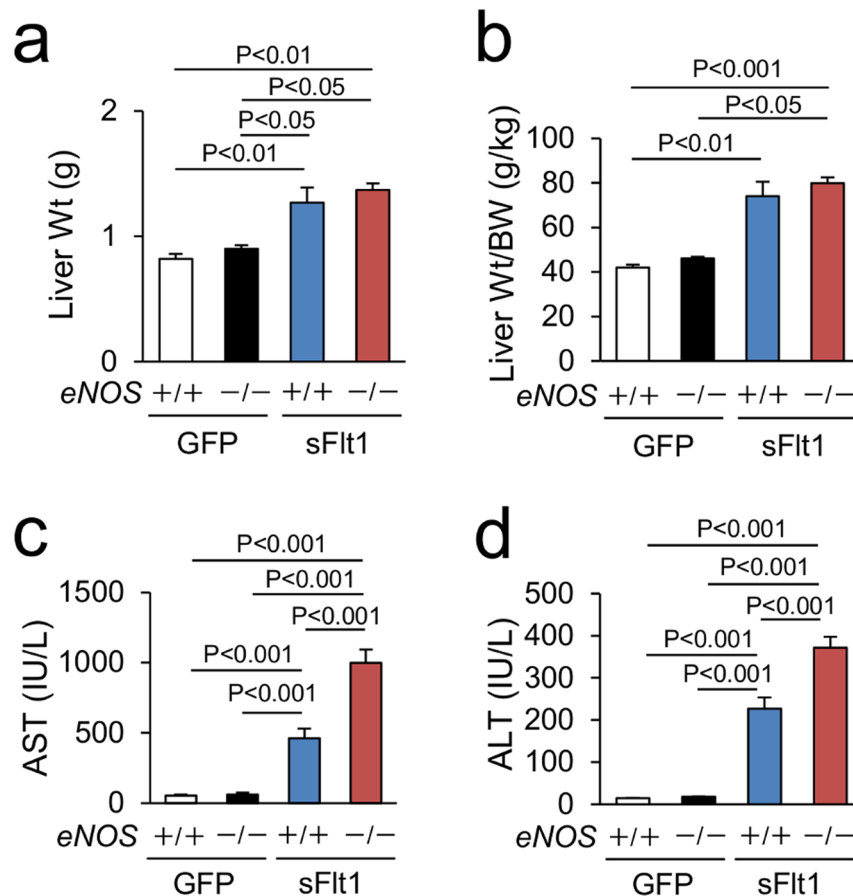 a
P<0.01
P<0.05
P<0.05
P<0.01
Liver Wt (g)
2
1
0
eNOS +/+ −/− +/+ −/−
GFP sFlt1
b
P<0.001
P<0.05
P<0.01
Liver Wt/BW (g/kg)
100
80
60
40
20
0
eNOS +/+ −/− +/+ −/−
GFP sFlt1
c
P<0.001
P<0.001
P<0.001
P<0.001
P<0.001
AST (IU/L)
1500
1000
500
0
eNOS +/+ −/− +/+ −/−
GFP sFlt1
d
P<0.001
P<0.001
P<0.001
P<0.001
P<0.001
ALT (IU/L)
500
400
300
200
100
0
eNOS +/+ −/− +/+ −/−
GFP sFlt1